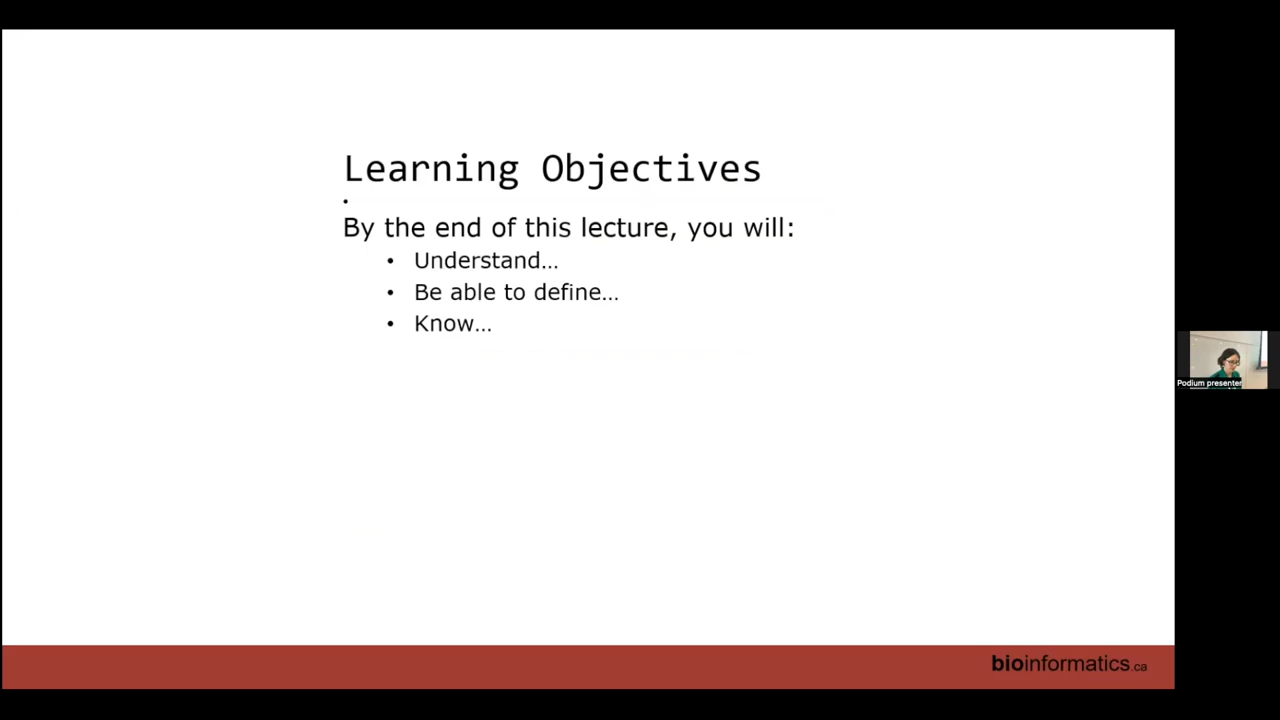 Learning Objectives
•
By the end of this lecture, you will:
• Understand…
• Be able to define…
• Know…
Podium presenter
bioinformatics.ca